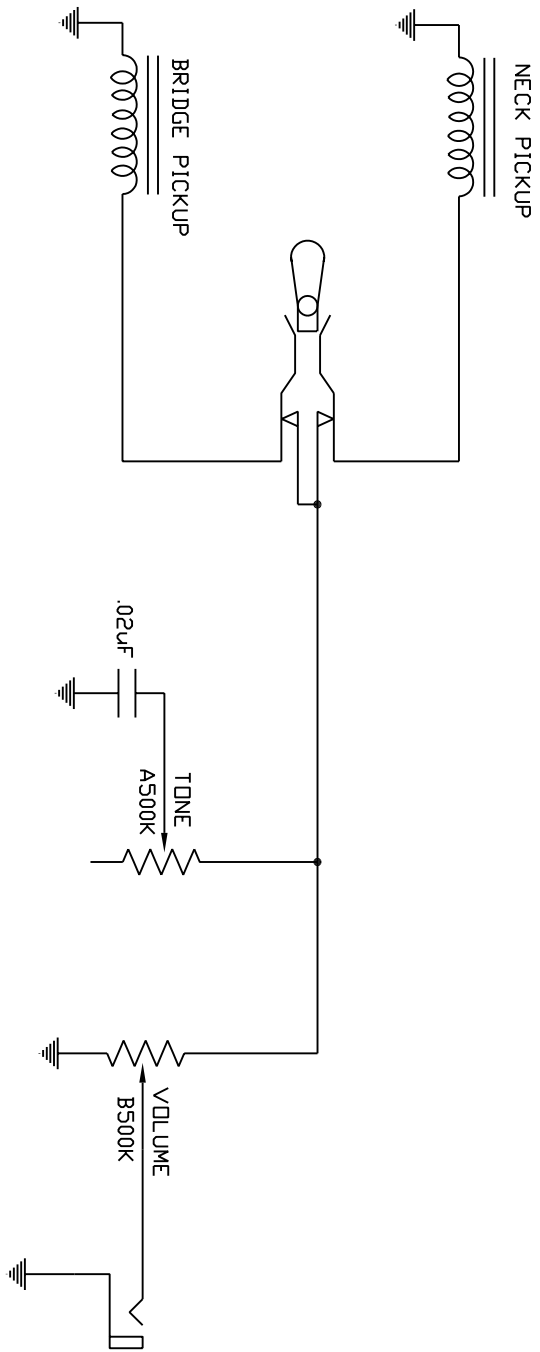 NECK PICKUP
BRIDGE PICKUP
.02uF
TONE
A500K
VOLUME
B500K